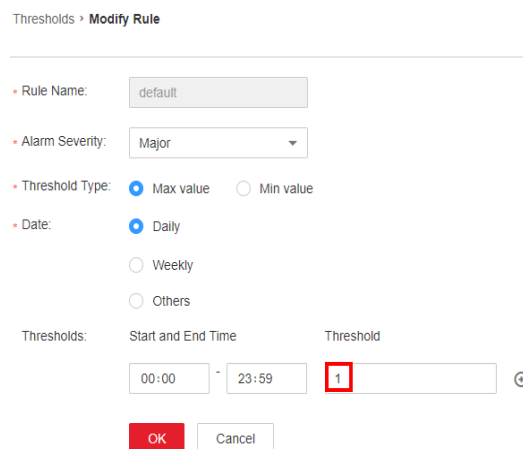 Thresholds › Modify Rule
* Rule Name: default
* Alarm Severity: Major
* Threshold Type: Max value Min value
* Date: Daily
Weekly
Others
Thresholds: Start and End Time Threshold
00:00 - 23:59 1
OK Cancel